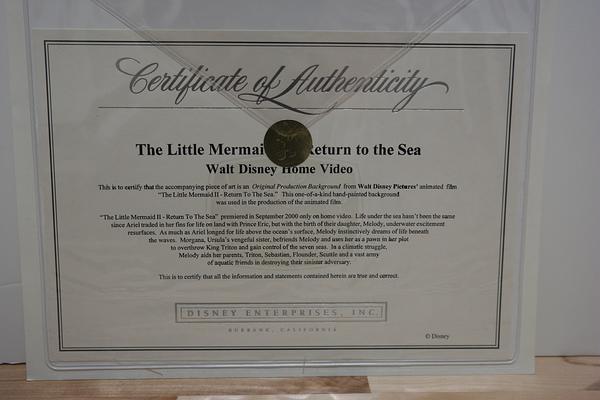 Certificate of Authenticity
The Little Mermai eturn to the Sea
Walt Disney Home Video
This is to certify that the accompanying piece of art is an Original Production Background from Walt Disney Pictures' animated film
"The Little Mermaid II - Return To The Sea." This one-of-a-kind hand-painted background
was used in the production of the animated film.
"The Little Mermaid II - Return To The Sea" premiered in September 2000 only on home video. Life under the sea hasn't been the same
since Ariel traded in her fins for life on land with Prince Eric, but with the birth of their daughter, Melody, underwater excitement
resurfaces. As much as Ariel longed for life above the ocean's surface, Melody instinctively dreams of life beneath
the waves. Morgana, Ursula's vengeful sister, befriends Melody and uses her as a pawn in her plot
to overthrow King Triton and gain control of the seven seas. In a climatic struggle,
Melody aids her parents, Triton, Sebastian, Flounder, Scuttle and a vast army
of aquatic friends in destroying their sinister adversary.
This is to certify that all the information and statements contained herein are true and correct.
DISNEY ENTERPRISES, INC.
BURBANK, CALIFORNIA
© Disney